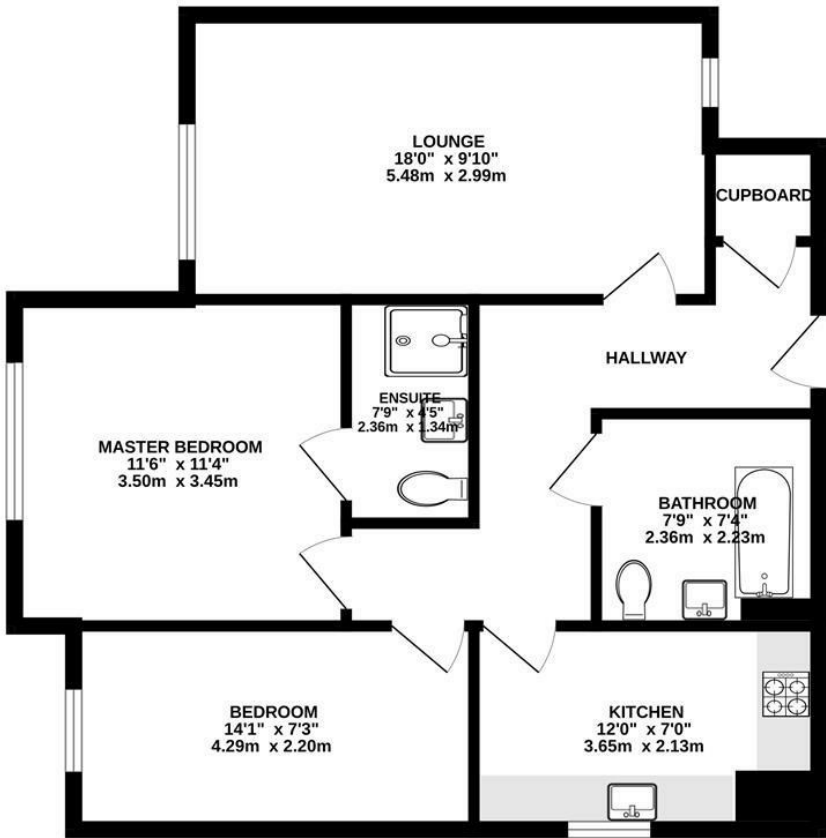 LOUNGE
18'0" x 9'10"
5.48m x 2.99m
CUPBOARD
HALLWAY
ENSUITE
7'9" x 4'5"
2.36m x 1.34m
MASTER BEDROOM
11'6" x 11'4"
3.50m x 3.45m
BATHROOM
7'9" x 7'4"
2.36m x 2.23m
BEDROOM
14'1" x 7'3"
4.29m x 2.20m
KITCHEN
12'0" x 7'0"
3.65m x 2.13m